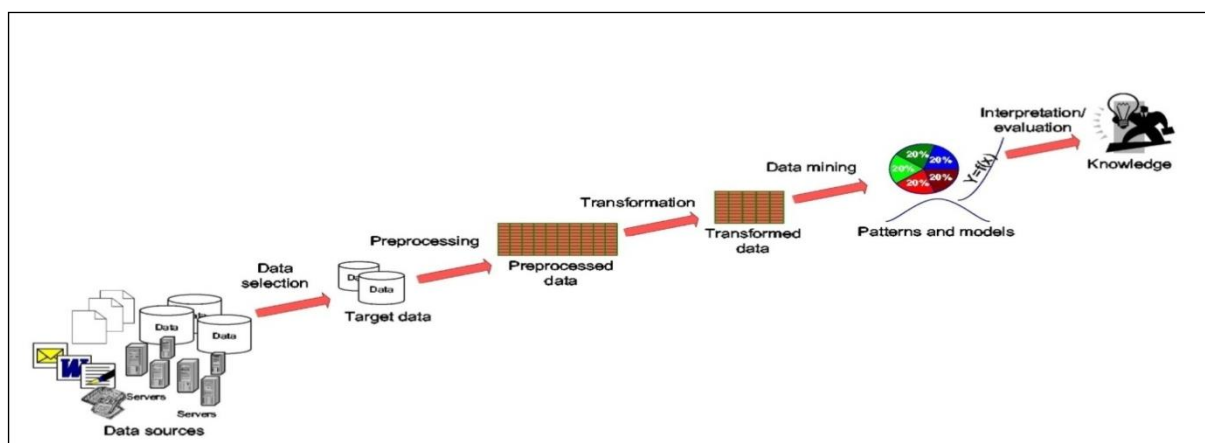 Data
Data
Data
W
Servers
Servers
Data sources
Data
selection
Data
Data
Target data
Preprocessing
Preprocessed
data
Transformation
Transformed
data
Data mining
20%
20%
20%
20%
20%
Y=f(x)
Patterns and models
Interpretation/
evaluation
Knowledge